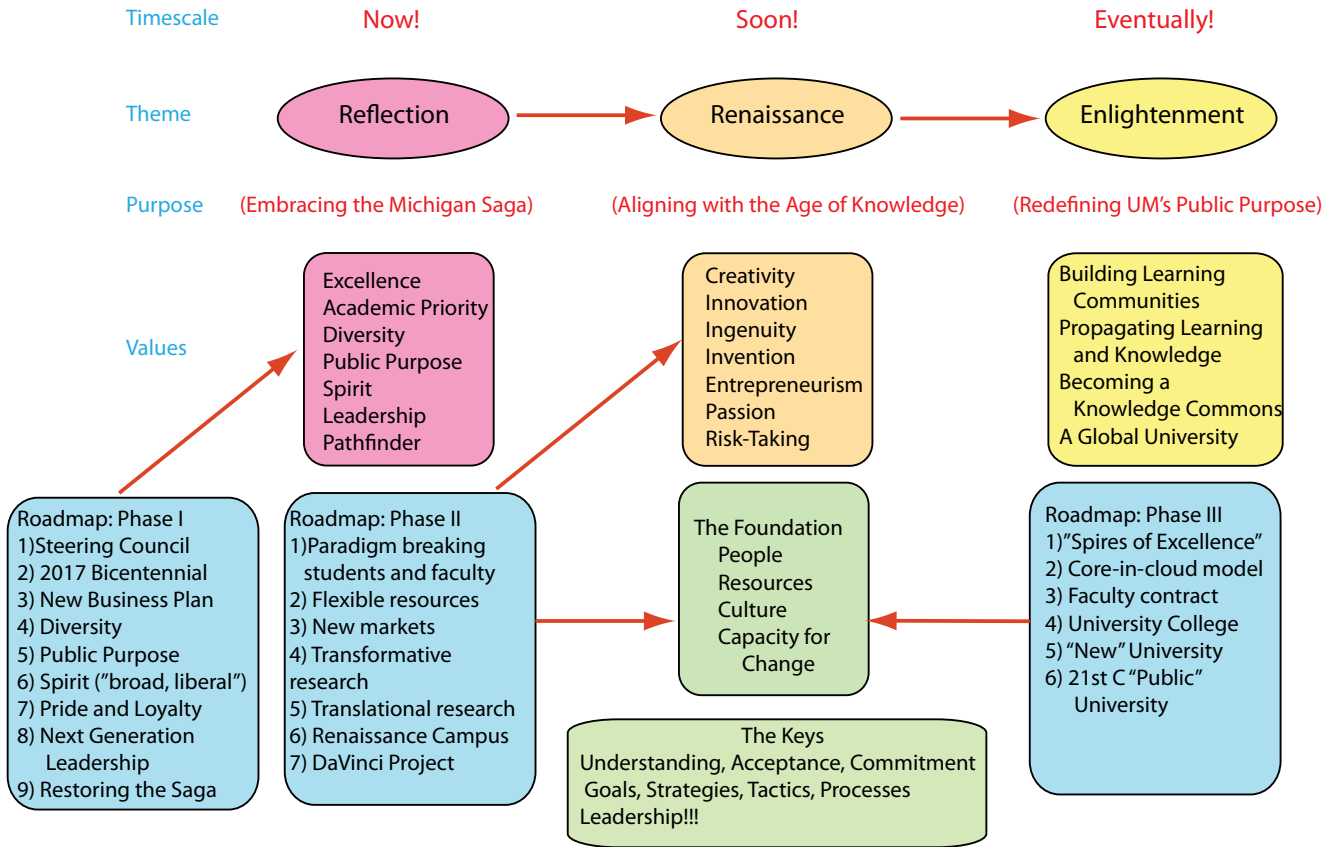 Timescale
Now!
Soon!
Eventually!
Theme
Reflection
Renaissance
Enlightenment
Purpose
(Embracing the Michigan Saga)
(Aligning with the Age of Knowledge)
(Redefining UM's Public Purpose)
Values
Excellence
Academic Priority
Diversity
Public Purpose
Spirit
Leadership
Pathfinder
Creativity
Innovation
Ingenuity
Invention
Entrepreneurism
Passion
Risk-Taking
Building Learning
Communities
Propagating Learning
and Knowledge
Becoming a
Knowledge Commons
A Global University
Roadmap: Phase I
1)Steering Council
2) 2017 Bicentennial
3) New Business Plan
4) Diversity
5) Public Purpose
6) Spirit ("broad, liberal")
7) Pride and Loyalty
8) Next Generation
Leadership
9) Restoring the Saga
Roadmap: Phase II
1)Paradigm breaking
students and faculty
2) Flexible resources
3) New markets
4) Transformative
research
5) Translational research
6) Renaissance Campus
7) DaVinci Project
The Foundation
People
Resources
Culture
Capacity for
Change
Roadmap: Phase III
1)"Spires of Excellence"
2) Core-in-cloud model
3) Faculty contract
4) University College
5) "New" University
6) 21st C "Public"
University
The Keys
Understanding, Acceptance, Commitment
Goals, Strategies, Tactics, Processes
Leadership!!!